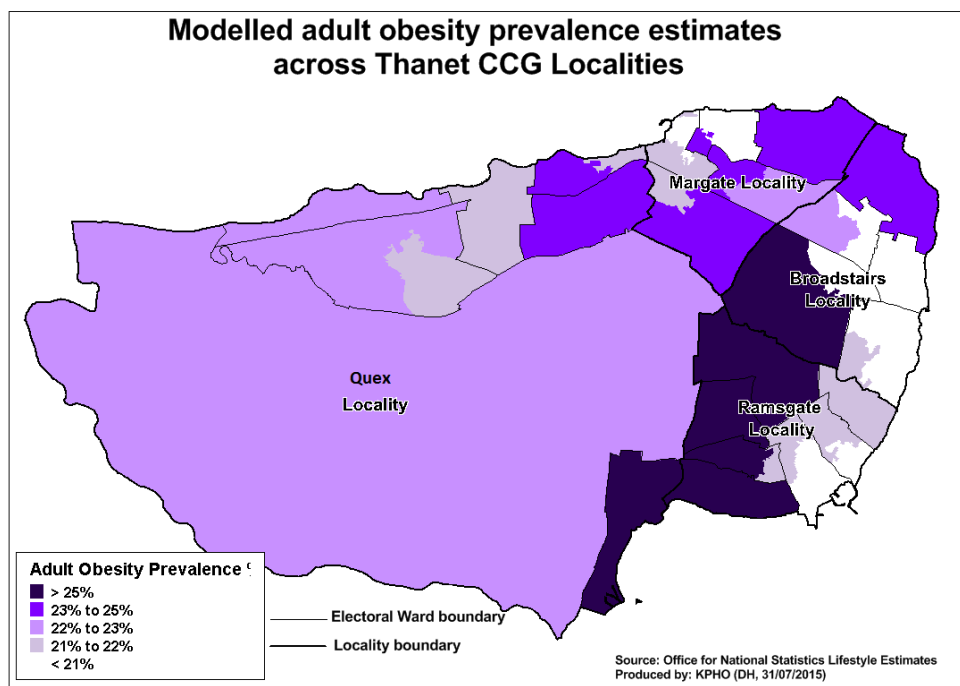 Modelled adult obesity prevalence estimates
across Thanet CCG Localities
Margate Locality
Broadstairs
Locality
Quex
Locality
Ramsgate
Locality
Adult Obesity Prevalence
> 25%
23% to 25%
22% to 23%
21% to 22%
< 21%
Electoral Ward boundary
Locality boundary
Source: Office for National Statistics Lifestyle Estimates
Produced by: KPHO (DH, 31/07/2015)